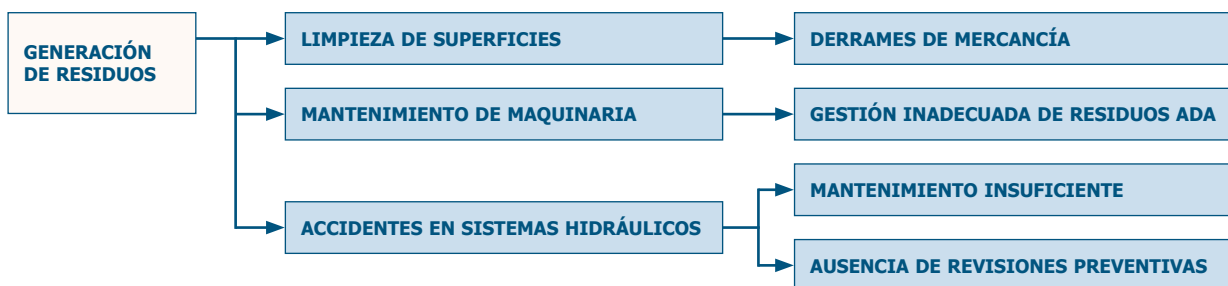 GENERACIÓN
DE RESIDUOS
LIMPIEZA DE SUPERFICIES
DERRAMES DE MERCANCÍA
MANTENIMIENTO DE MAQUINARIA
GESTIÓN INADECUADA DE RESIDUOS ADA
ACCIDENTES EN SISTEMAS HIDRÁULICOS
MANTENIMIENTO INSUFICIENTE
AUSENCIA DE REVISIONES PREVENTIVAS